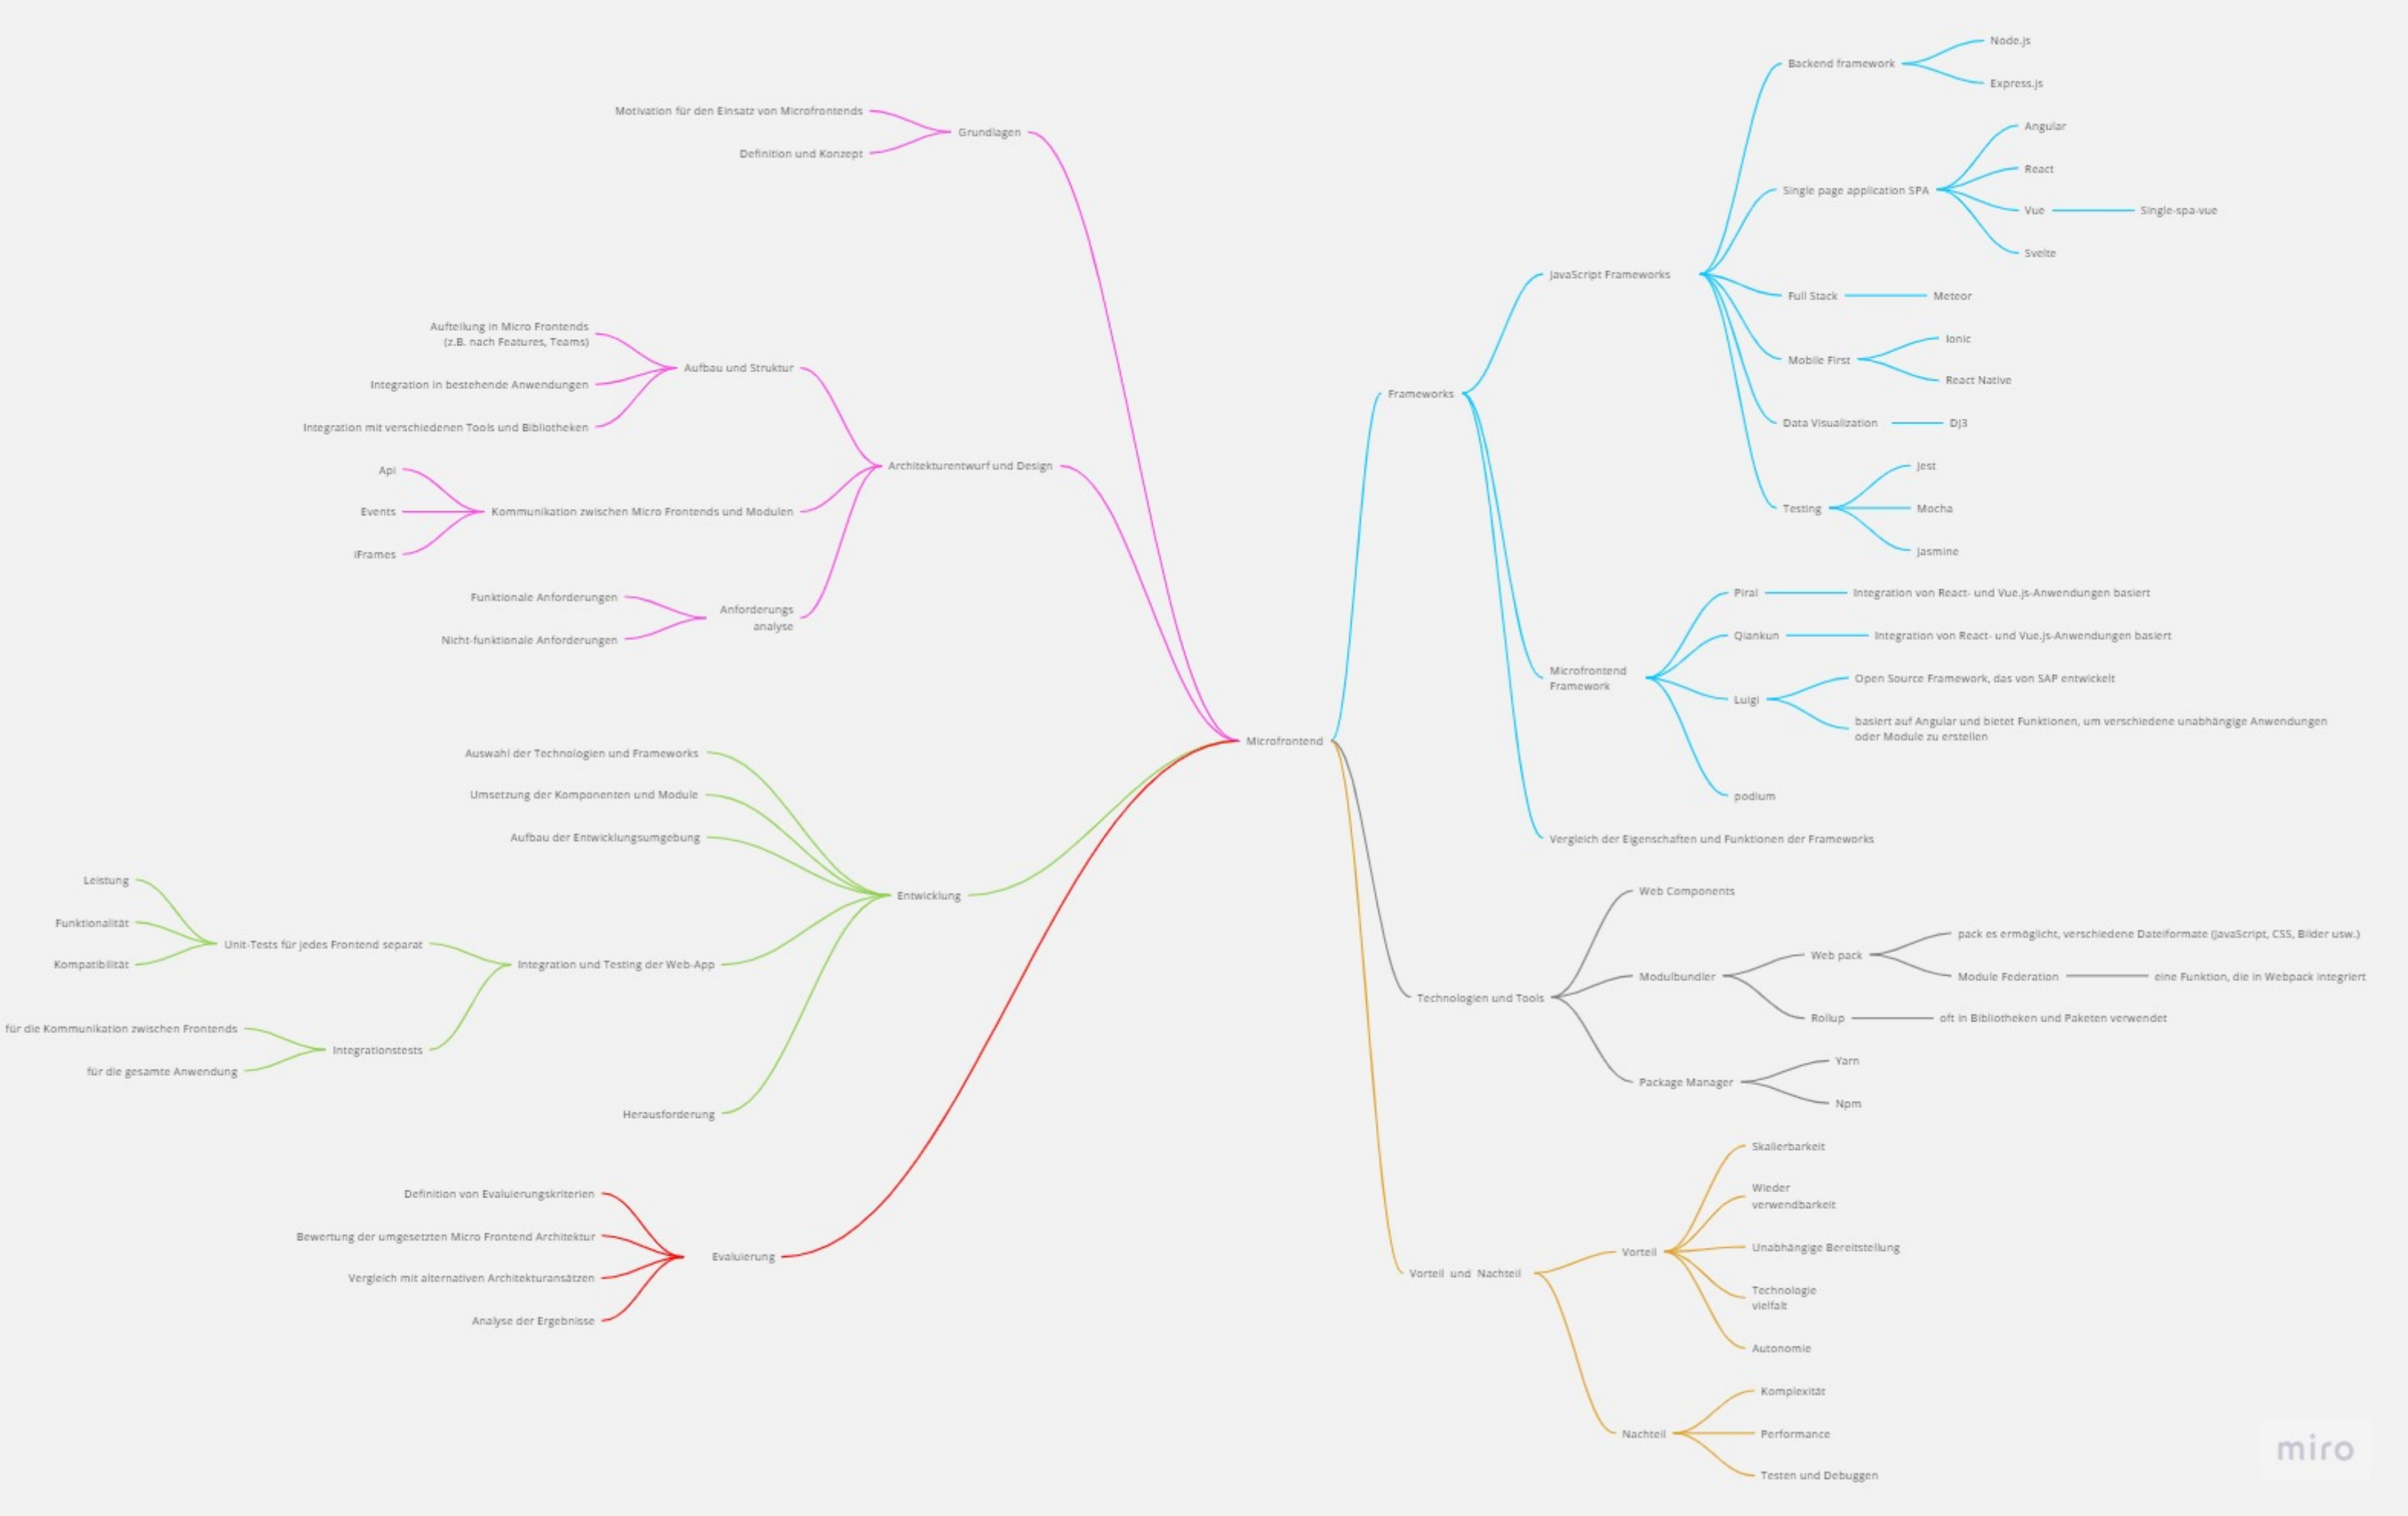 Microfrontend
Grundlagen
Motivation für den Einsatz von Microfrontends
Definition und Konzept
Architekturentwurf und Design
Aufbau und Struktur
Aufteilung in Micro Frontends
(z.B. nach Features, Teams)
Integration in bestehende Anwendungen
Integration mit verschiedenen Tools und Bibliotheken
Kommunikation zwischen Micro Frontends und Modulen
Api
Events
iFrames
Anforderungs
analyse
Funktionale Anforderungen
Nicht-funktionale Anforderungen
Entwicklung
Auswahl der Technologien und Frameworks
Umsetzung der Komponenten und Module
Aufbau der Entwicklungsumgebung
Integration und Testing der Web-App
Unit-Tests für jedes Frontend separat
Leistung
Funktionalität
Kompatibilität
Integrationstests
für die Kommunikation zwischen Frontends
für die gesamte Anwendung
Herausforderung
Evaluierung
Definition von Evaluierungskriterien
Bewertung der umgesetzten Micro Frontend Architektur
Vergleich mit alternativen Architekturansätzen
Analyse der Ergebnisse
Frameworks
JavaScript Frameworks
Backend framework
Node.js
Express.js
Single page application SPA
Angular
React
Vue
Single-spa-vue
Svelte
Full Stack
Meteor
Mobile First
Ionic
React Native
Data Visualization
DJ3
Testing
Jest
Mocha
Jasmine
Microfrontend
Framework
Piral
Integration von React- und Vue.js-Anwendungen basiert
Qiankun
Integration von React- und Vue.js-Anwendungen basiert
Luigi
Open Source Framework, das von SAP entwickelt
basiert auf Angular und bietet Funktionen, um verschiedene unabhängige Anwendungen
oder Module zu erstellen
podium
Vergleich der Eigenschaften und Funktionen der Frameworks
Technologien und Tools
Web Components
Modulbundler
Web pack
pack es ermöglicht, verschiedene Dateiformate (JavaScript, CSS, Bilder usw.)
Module Federation
eine Funktion, die in Webpack integriert
Rollup
oft in Bibliotheken und Paketen verwendet
Package Manager
Yarn
Npm
Vorteil und Nachteil
Vorteil
Skalierbarkeit
Wieder
verwendbarkeit
Unabhängige Bereitstellung
Technologie
vielfalt
Autonomie
Nachteil
Komplexität
Performance
Testen und Debuggen
miro